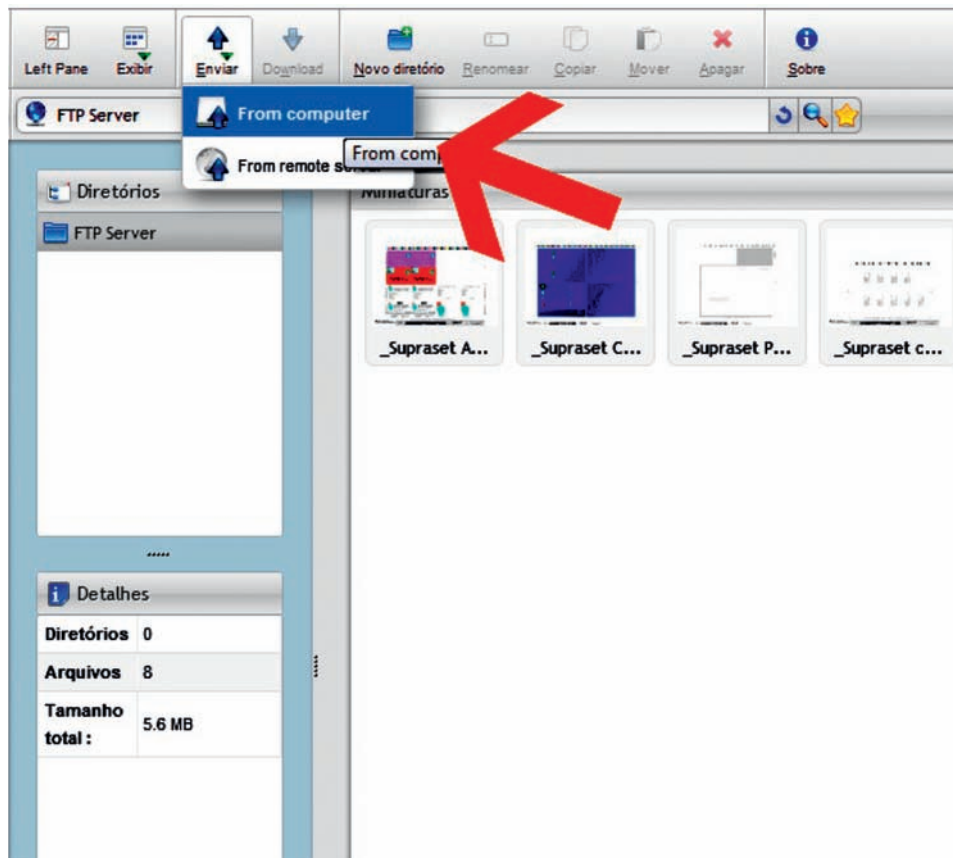 Left Pane Exibir Enviar Download Novo diretório Renomear Copiar Mover Apagar Sobre
FTP Server
From computer
From remote
From com
Diretórios
Miniaturas
FTP Server
_Supraset A... _Supraset C... _Supraset P... _Supraset c...
Detalhes
Diretórios 0
Arquivos 8
Tamanho
total : 5.6 MB